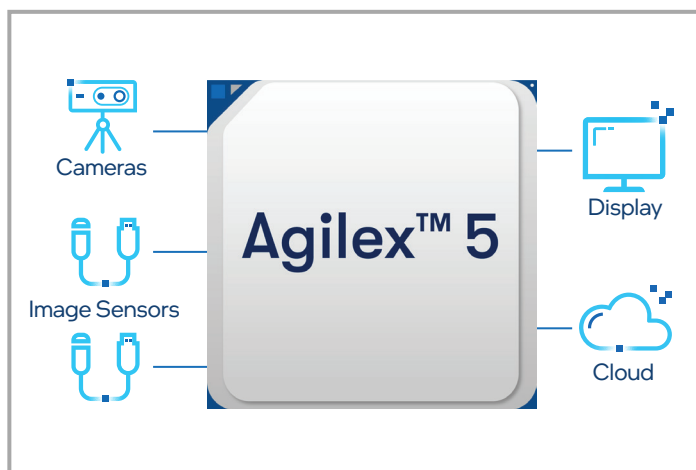 Cameras
Image Sensors
Agilex™ 5
Display
Cloud